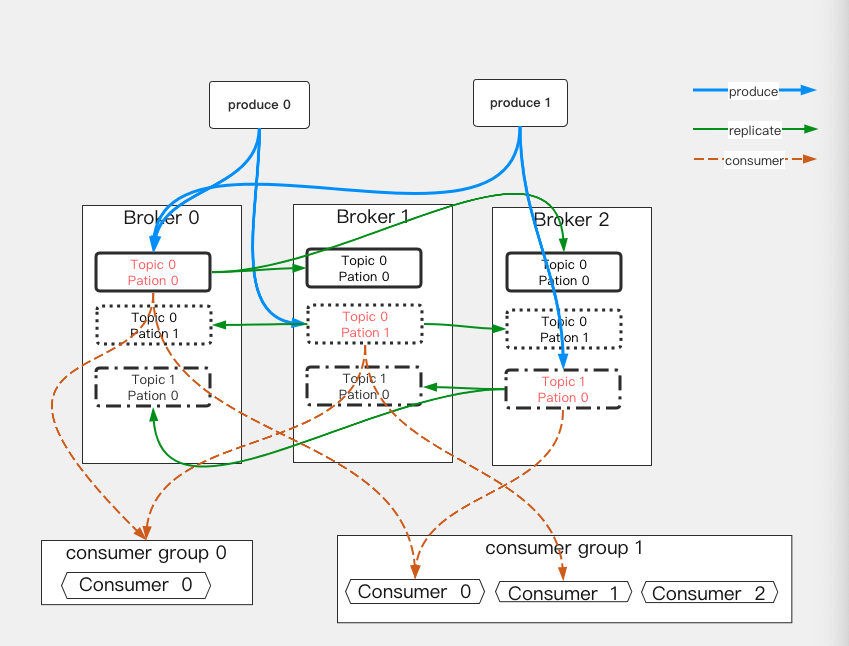 produce 0
produce 1
produce
replicate
consumer
Broker 0
Broker 1
Broker 2
Topic 0
Pation 0
Topic 0
Pation 0
Topic 0
Pation 0
Topic 0
Pation 1
Topic 0
Pation 1
Topic 0
Pation 1
Topic 1
Pation 0
Topic 1
Pation 0
Topic 1
Pation 0
consumer group 0
Consumer 0
consumer group 1
Consumer 0
Consumer 1
Consumer 2